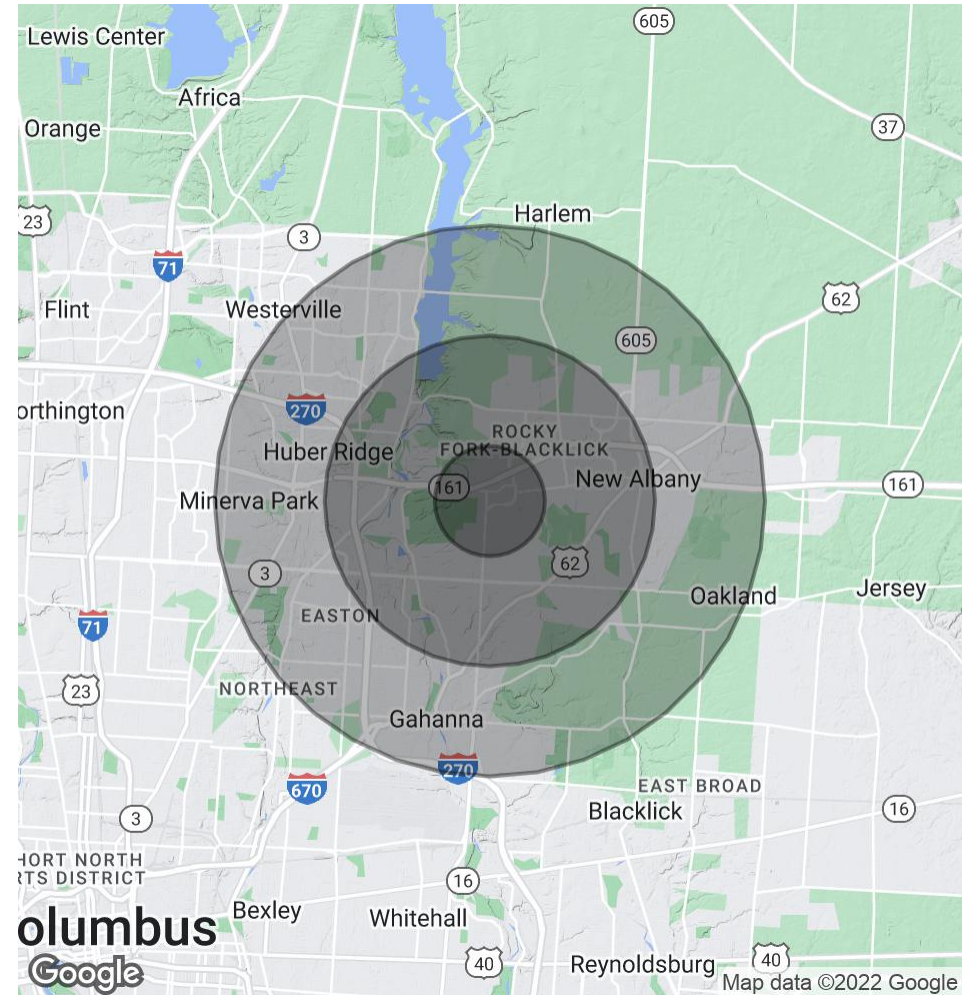 605
Lewis Center
Africa
Orange
37
23
Harlem
3
71
62
Flint
Westerville
605
orthington
270
ROCKY
FORK-BLACKLICK
Huber Ridge
New Albany
161
161
Minerva Park
62
3
Jersey
Oakland
EASTON
71
23
NORTHEAST
Gahanna
270
670
EAST BROAD
Blacklick
16
3
HORT NORTH
RTS DISTRICT
16
Bexley
Whitehall
olumbus
40
Reynoldsburg
40
Google
Map data ©2022 Google